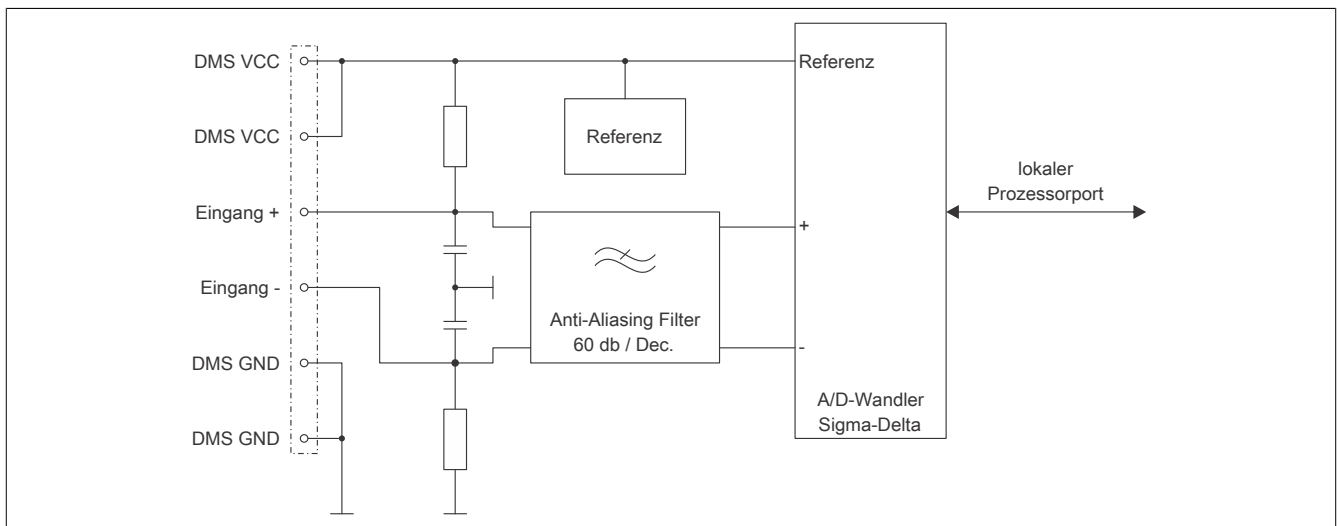 DMS VCC
Referenz
DMS VCC
Referenz
lokaler
Prozessorport
Eingang +
+
Eingang -
Anti-Aliasing Filter
60 db / Dec.
-
DMS GND
A/D-Wandler
Sigma-Delta
DMS GND